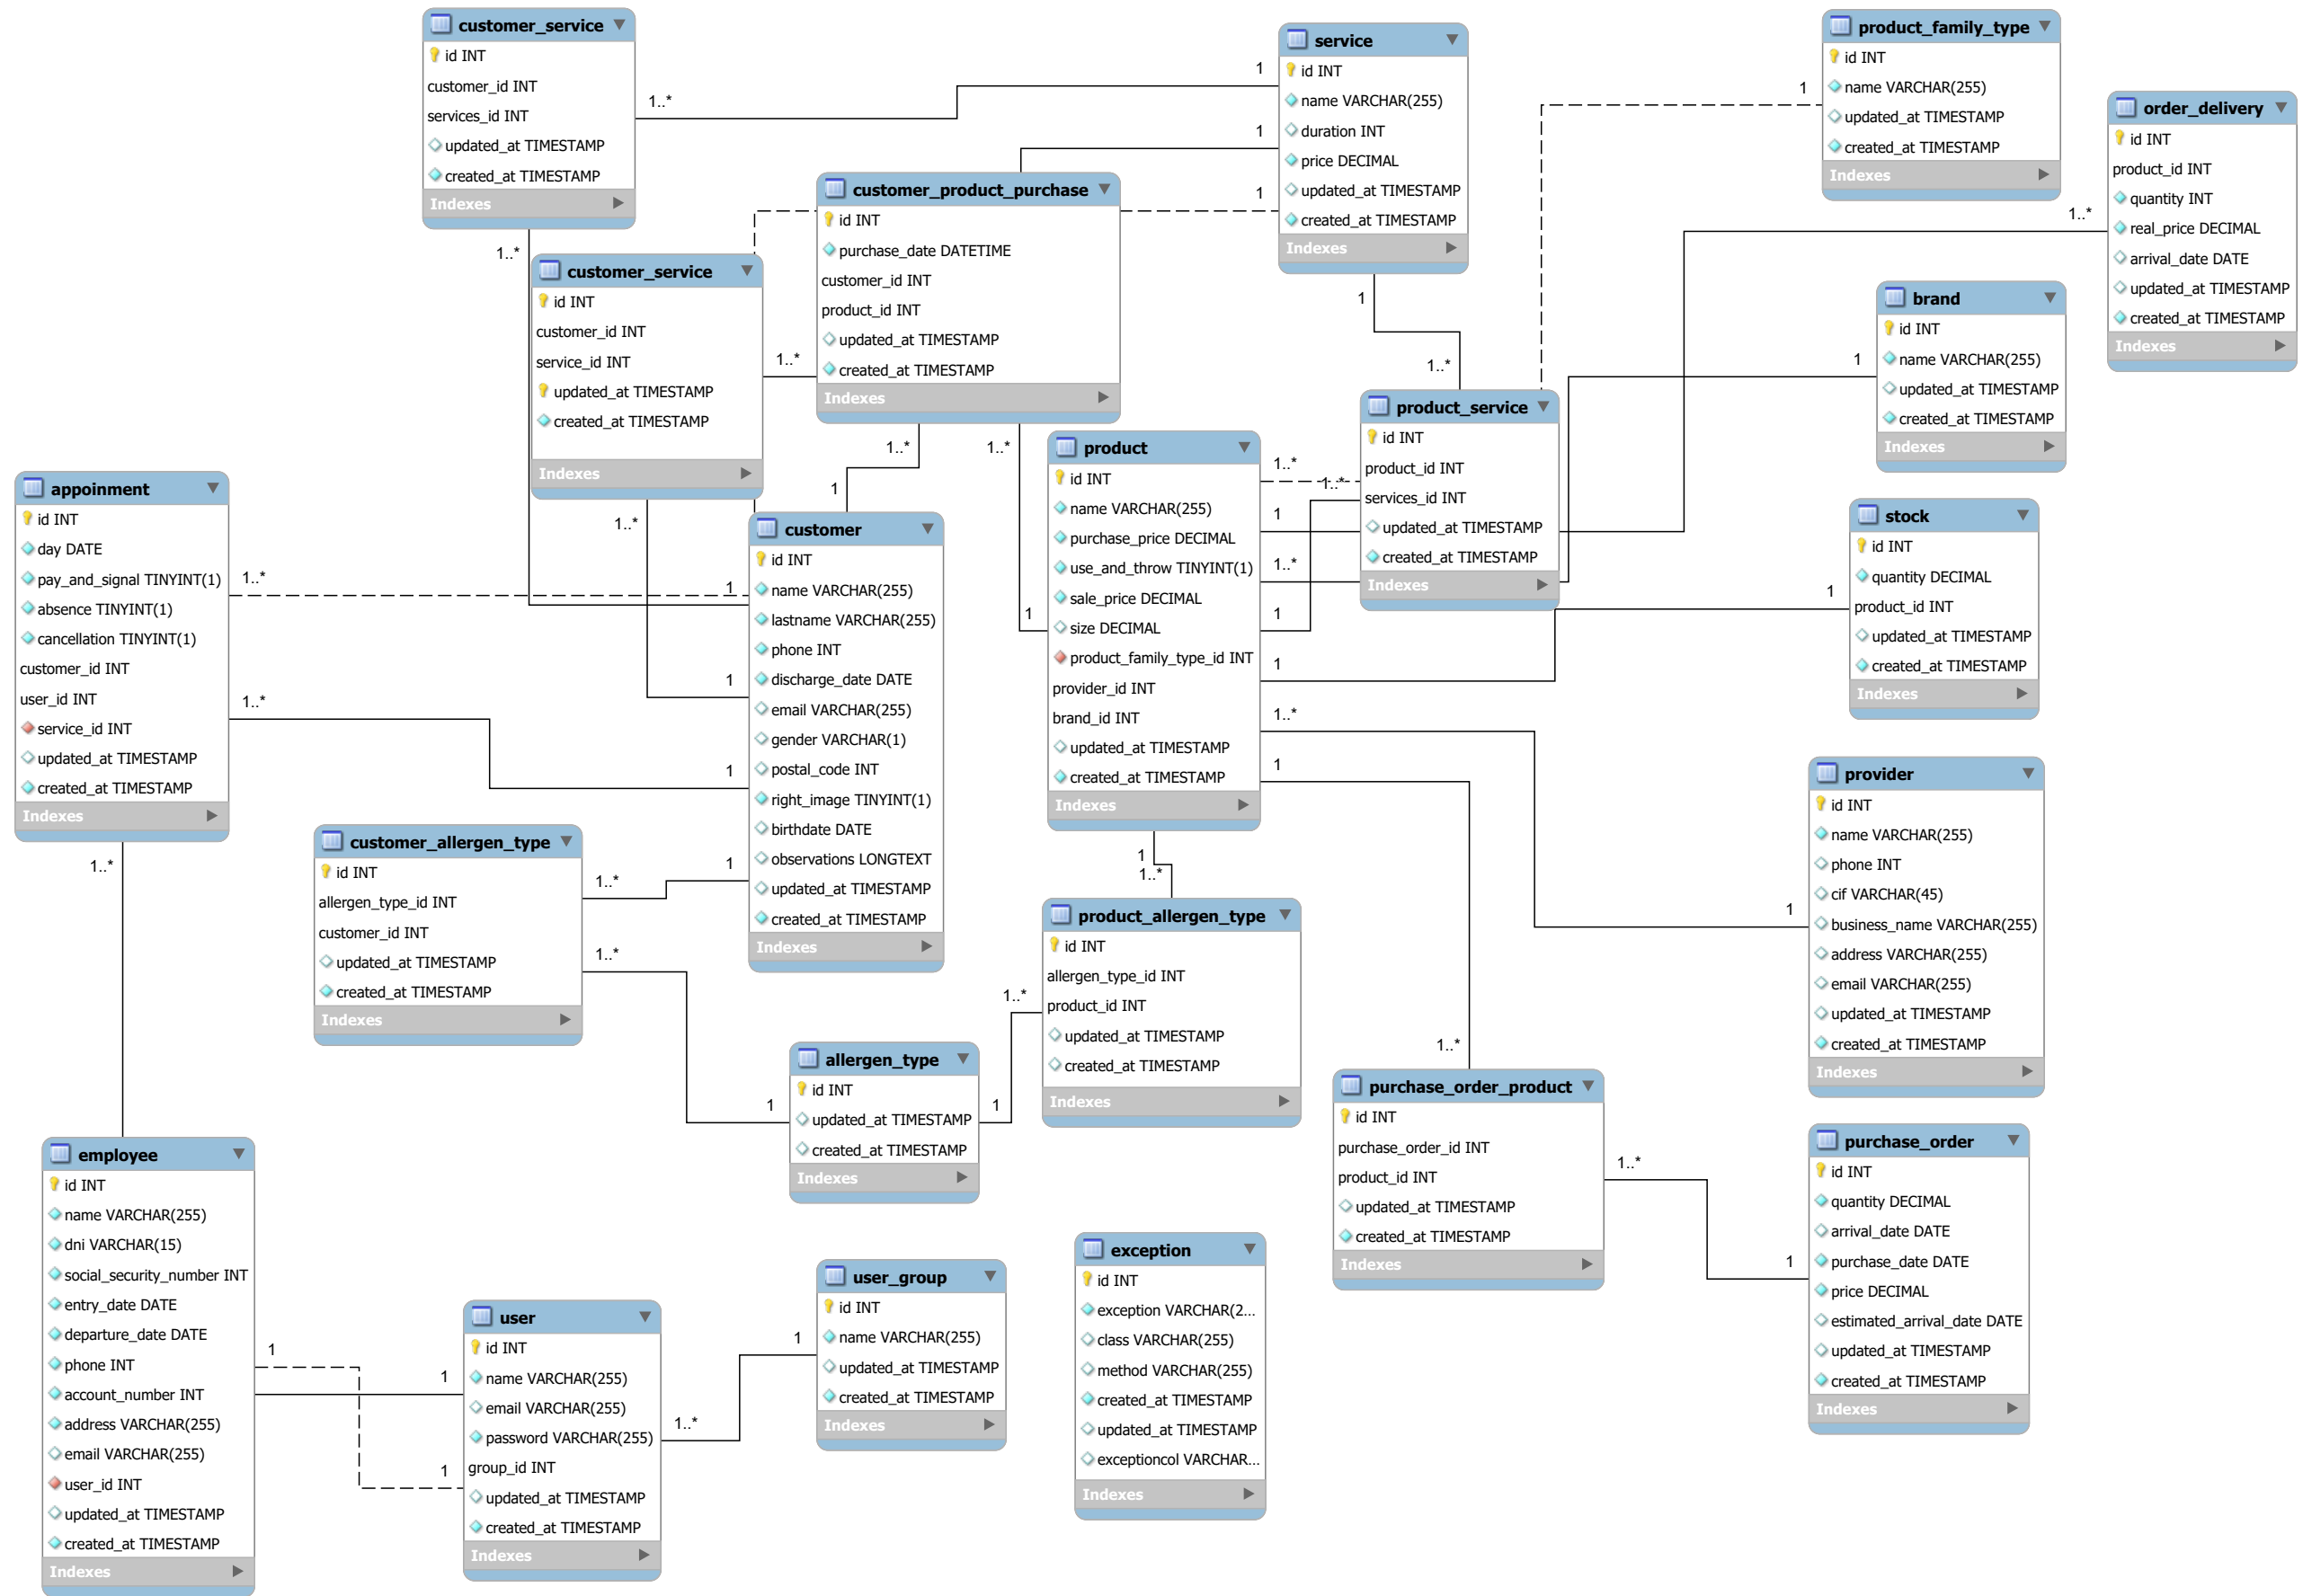 customer_service
id INT
customer_id INT
services_id INT
updated_at TIMESTAMP
created_at TIMESTAMP
Indexes
1..*
1..*
service
id INT
name VARCHAR(255)
duration INT
price DECIMAL
updated_at TIMESTAMP
created_at TIMESTAMP
Indexes
1
1
1
1
product_family_type
id INT
name VARCHAR(255)
updated_at TIMESTAMP
created_at TIMESTAMP
Indexes
1
order_delivery
id INT
product_id INT
quantity INT
real_price DECIMAL
arrival_date DATE
updated_at TIMESTAMP
created_at TIMESTAMP
Indexes
1..*
customer_product_purchase
id INT
purchase_date DATETIME
customer_id INT
product_id INT
updated_at TIMESTAMP
created_at TIMESTAMP
Indexes
1..*
1..*
1..*
customer_service
id INT
customer_id INT
service_id INT
updated_at TIMESTAMP
created_at TIMESTAMP
Indexes
1..*
brand
id INT
name VARCHAR(255)
updated_at TIMESTAMP
created_at TIMESTAMP
Indexes
1
product_service
id INT
product_id INT
services_id INT
updated_at TIMESTAMP
created_at TIMESTAMP
Indexes
1..*
1..*
product
id INT
name VARCHAR(255)
purchase_price DECIMAL
use_and_throw TINYINT(1)
sale_price DECIMAL
size DECIMAL
product_family_type_id INT
provider_id INT
brand_id INT
updated_at TIMESTAMP
created_at TIMESTAMP
Indexes
1
1..*
1
1..*
1
1
1..*
1
1
appoinment
id INT
day DATE
pay_and_signal TINYINT(1)
absence TINYINT(1)
cancellation TINYINT(1)
customer_id INT
user_id INT
service_id INT
updated_at TIMESTAMP
created_at TIMESTAMP
Indexes
1..*
1..*
1..*
customer
id INT
name VARCHAR(255)
lastname VARCHAR(255)
phone INT
discharge_date DATE
email VARCHAR(255)
gender VARCHAR(1)
postal_code INT
right_image TINYINT(1)
birthdate DATE
observations LONGTEXT
updated_at TIMESTAMP
created_at TIMESTAMP
Indexes
1
1
1
1
1
stock
id INT
quantity DECIMAL
product_id INT
updated_at TIMESTAMP
created_at TIMESTAMP
Indexes
1
provider
id INT
name VARCHAR(255)
phone INT
cif VARCHAR(45)
business_name VARCHAR(255)
address VARCHAR(255)
email VARCHAR(255)
updated_at TIMESTAMP
created_at TIMESTAMP
Indexes
1
customer_allergen_type
id INT
allergen_type_id INT
customer_id INT
updated_at TIMESTAMP
created_at TIMESTAMP
Indexes
1..*
1..*
product_allergen_type
id INT
allergen_type_id INT
product_id INT
updated_at TIMESTAMP
created_at TIMESTAMP
Indexes
1..*
1..*
allergen_type
id INT
updated_at TIMESTAMP
created_at TIMESTAMP
Indexes
1
1
purchase_order_product
id INT
purchase_order_id INT
product_id INT
updated_at TIMESTAMP
created_at TIMESTAMP
Indexes
1..*
1..*
purchase_order
id INT
quantity DECIMAL
arrival_date DATE
purchase_date DATE
price DECIMAL
estimated_arrival_date DATE
updated_at TIMESTAMP
created_at TIMESTAMP
Indexes
1
employee
id INT
name VARCHAR(255)
dni VARCHAR(15)
social_security_number INT
entry_date DATE
departure_date DATE
phone INT
account_number INT
address VARCHAR(255)
email VARCHAR(255)
user_id INT
updated_at TIMESTAMP
created_at TIMESTAMP
Indexes
1
user
id INT
name VARCHAR(255)
email VARCHAR(255)
password VARCHAR(255)
group_id INT
updated_at TIMESTAMP
created_at TIMESTAMP
Indexes
1
1
1..*
user_group
id INT
name VARCHAR(255)
updated_at TIMESTAMP
created_at TIMESTAMP
Indexes
1
exception
id INT
exception VARCHAR(2...
class VARCHAR(255)
method VARCHAR(255)
created_at TIMESTAMP
updated_at TIMESTAMP
exceptioncol VARCHAR...
Indexes